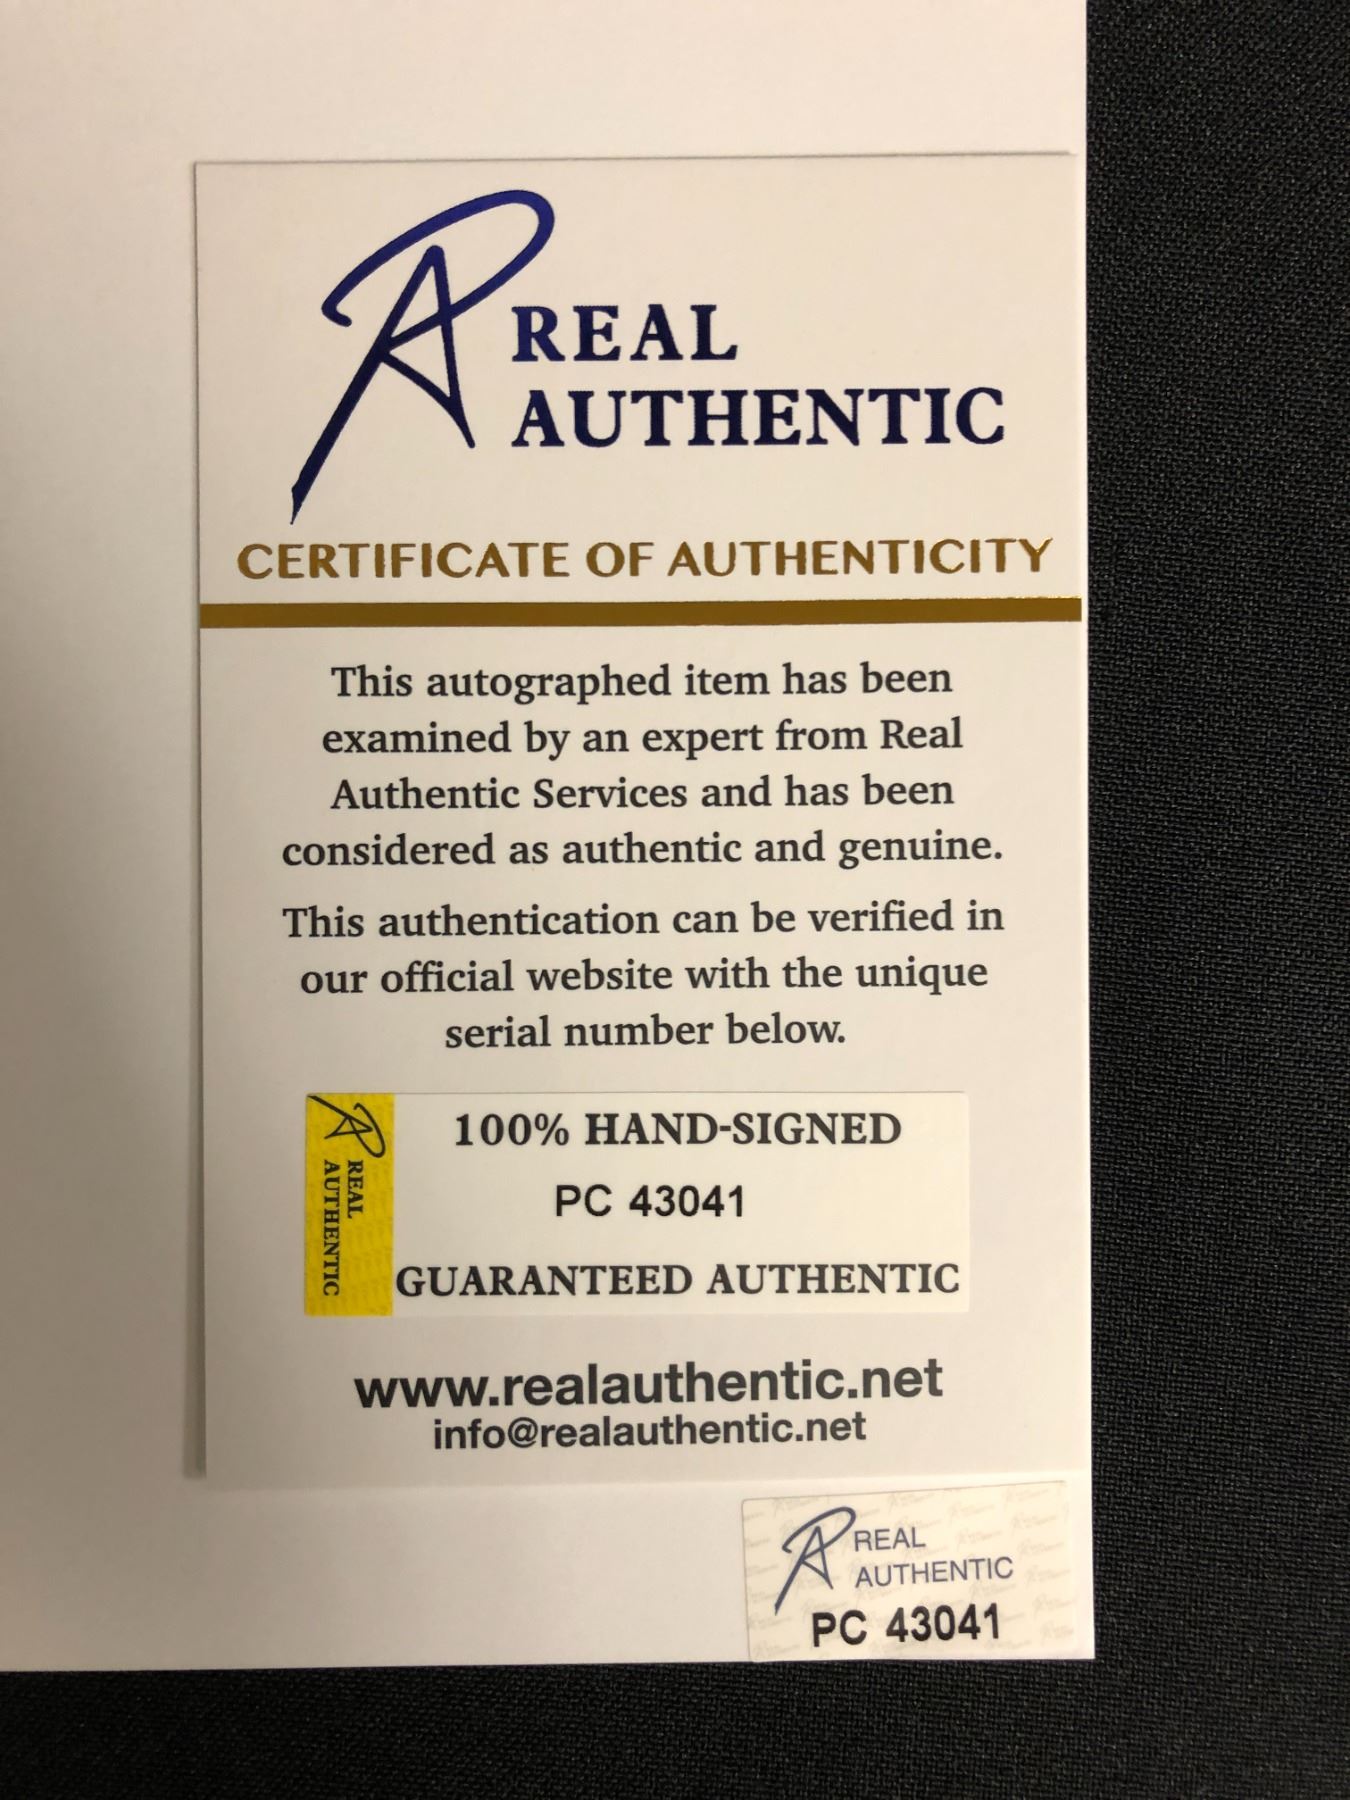 REAL
AUTHENTIC
CERTIFICATE OF AUTHENTICITY
This autographed item has been
examined by an expert from Real
Authentic Services and has been
considered as authentic and genuine.
This authentication can be verified in
our official website with the unique
serial number below.
REAL
AUTHENTIC
100% HAND-SIGNED
PC 43041
GUARANTEED AUTHENTIC
www.realauthentic.net
info@realauthentic.net
REAL
AUTHENTIC
PC 43041